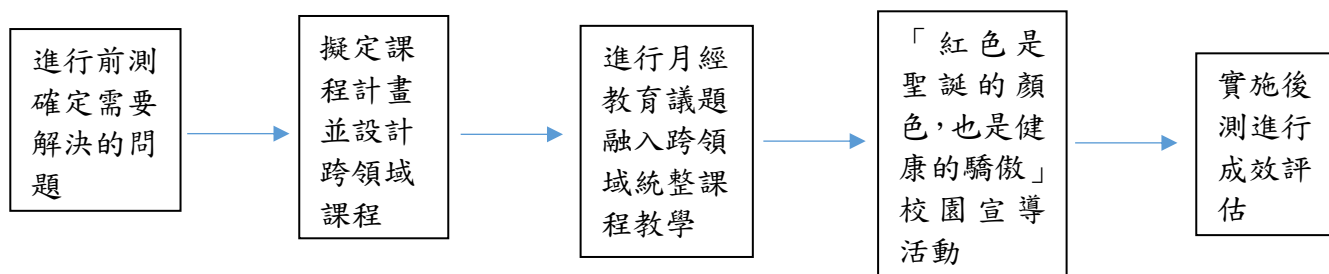 進行前測
確定需要
解決的問
題
擬定課
程計畫
並設計
跨領域
課程
進行月經
教育議題
融入跨領
域統整課
程教學
「紅色是
聖誕的顏
色,也是健
康的驕傲」
校園宣導
活動
實施後
測進行
成效評
估